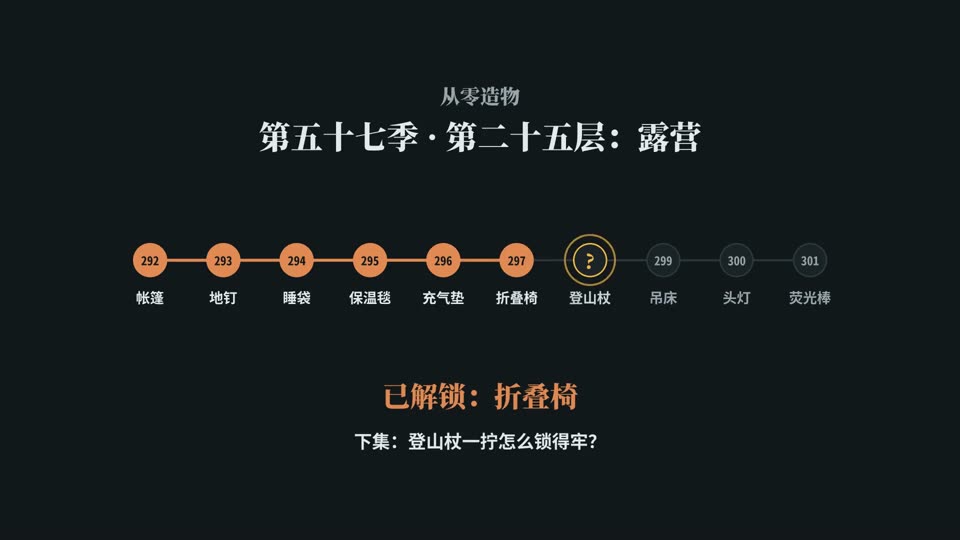 从零造物
第五十七季 · 第二十五层：露营
292 293 294 295 296 297 ? 299 300 301
帐篷 地钉 睡袋 保温毯 充气垫 折叠椅 登山杖 吊床 头灯 荧光棒
已解锁：折叠椅
下集：登山杖一拧怎么锁得牢？